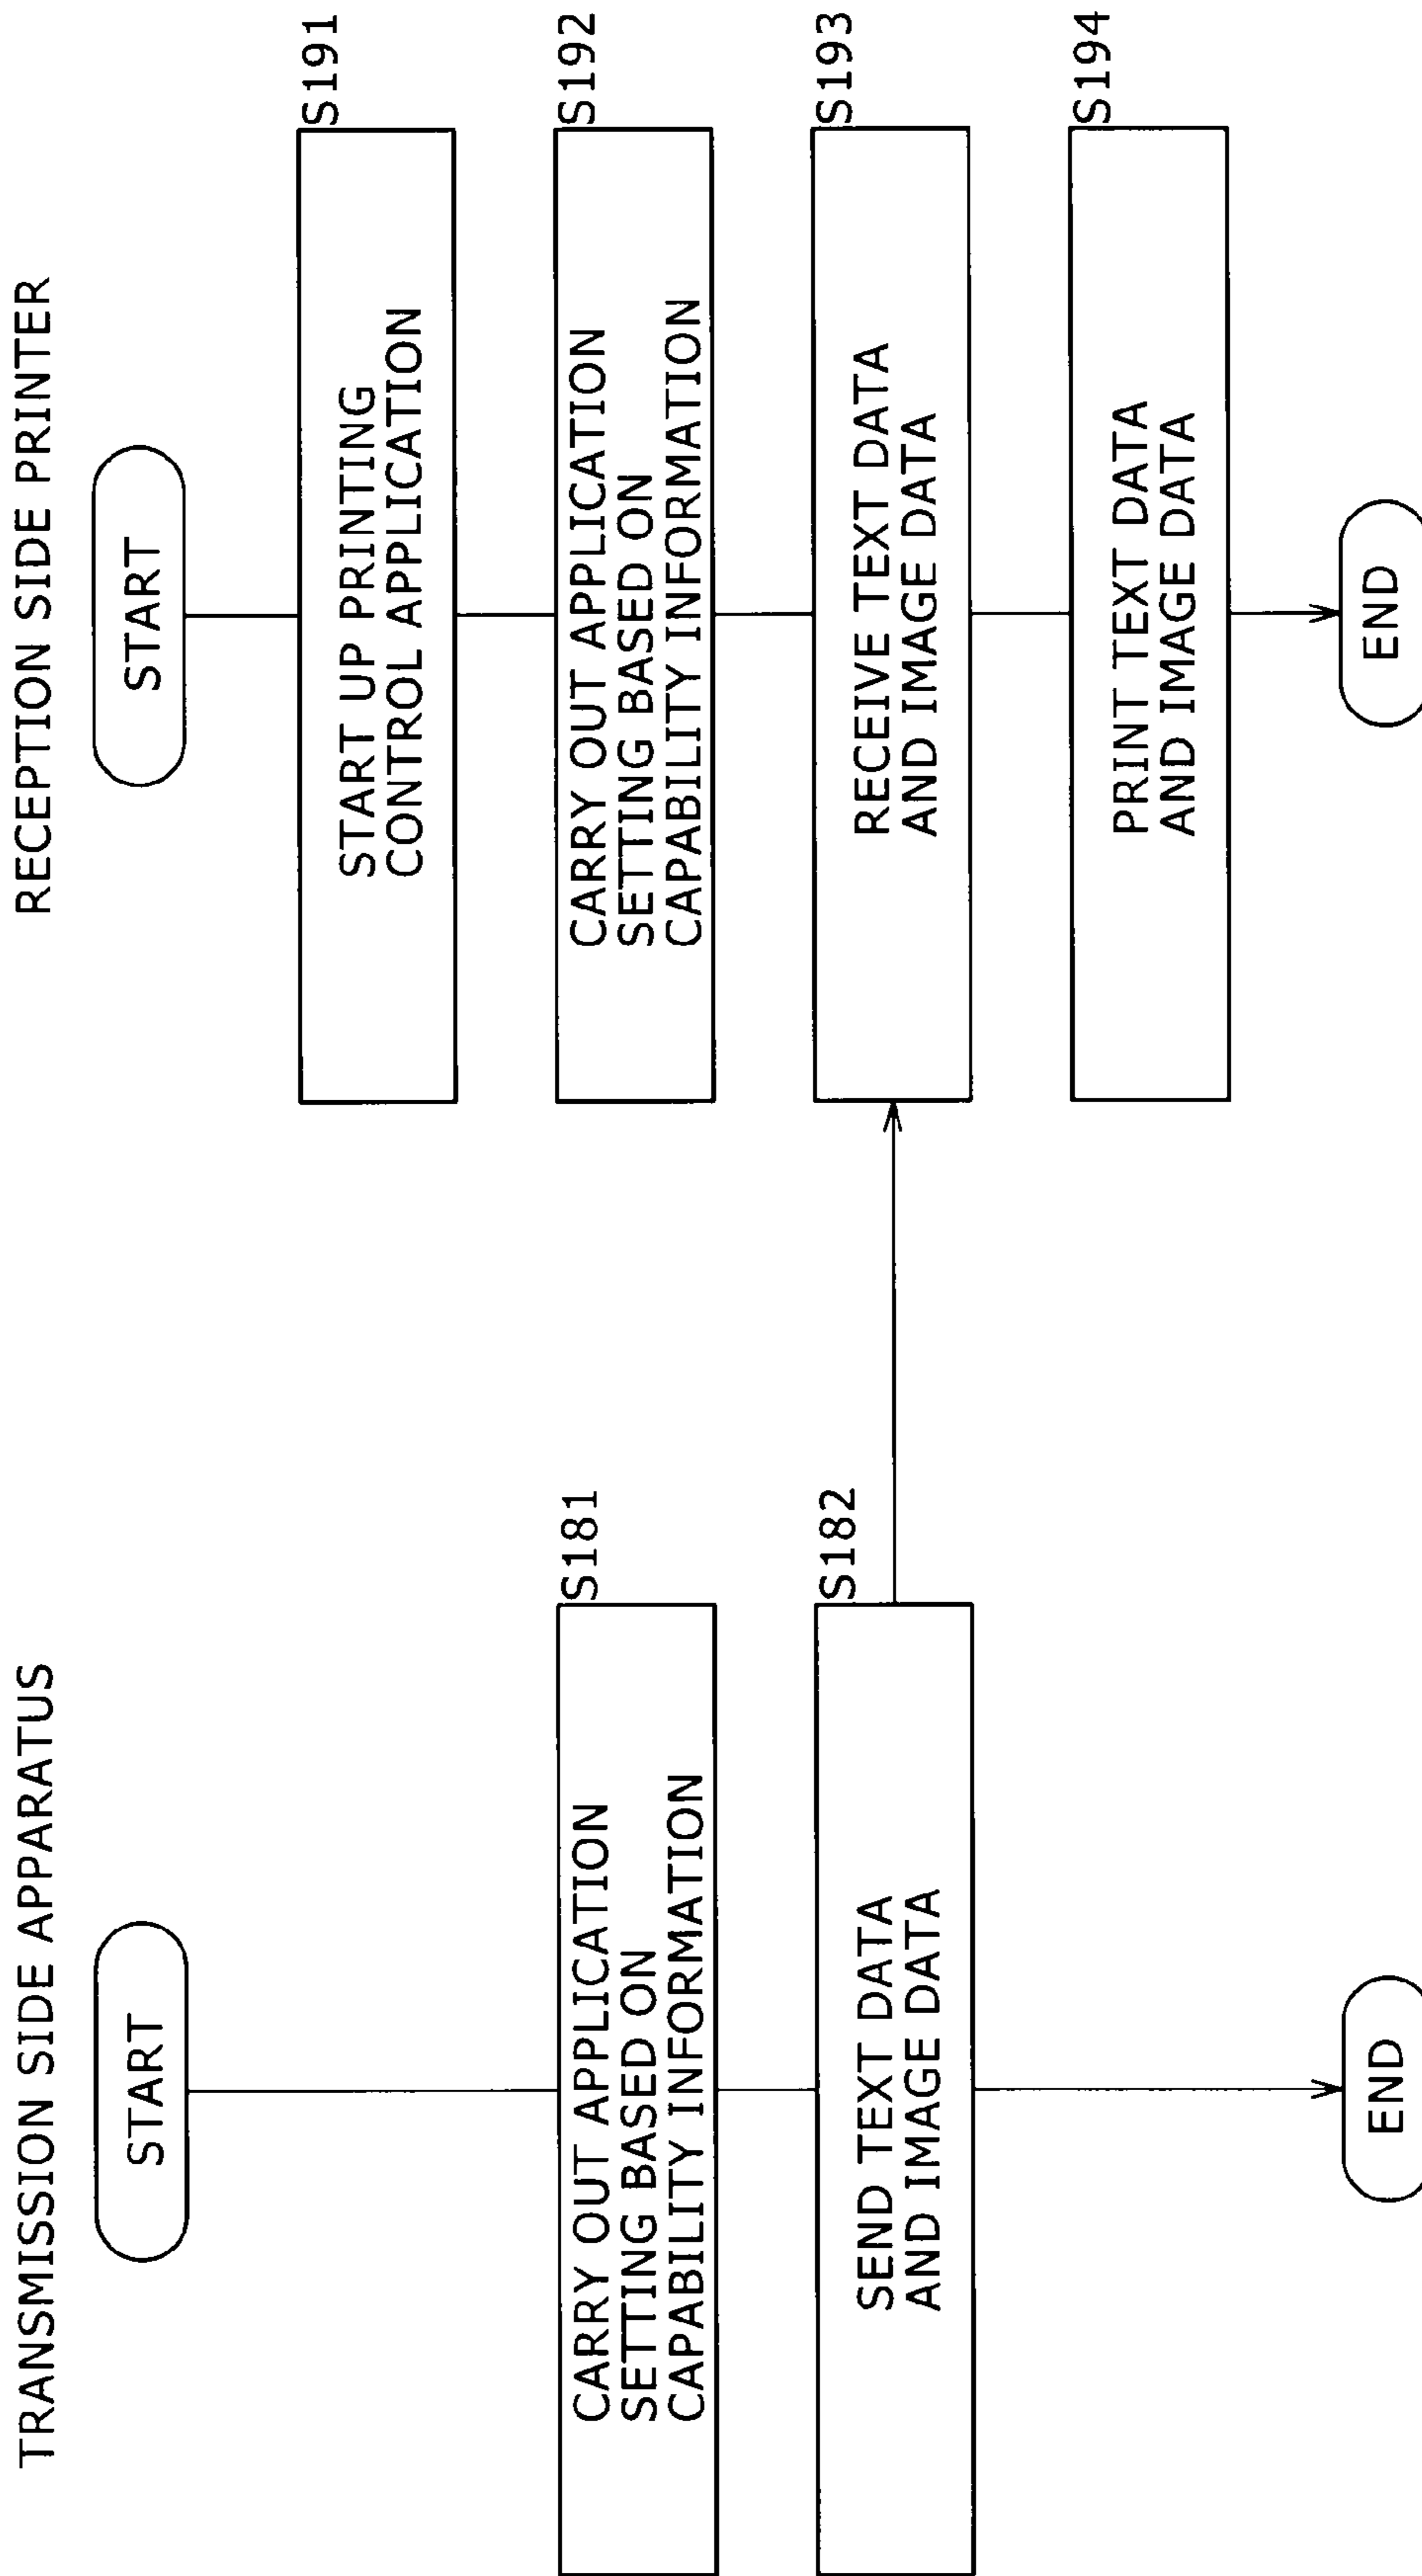 TRANSMISSION SIDE APPARATUS
START
S181
CARRY OUT APPLICATION
SETTING BASED ON
CAPABILITY INFORMATION
S182
SEND TEXT DATA
AND IMAGE DATA
END
RECEPTION SIDE PRINTER
START
S191
START UP PRINTING
CONTROL APPLICATION
S192
CARRY OUT APPLICATION
SETTING BASED ON
CAPABILITY INFORMATION
S193
RECEIVE TEXT DATA
AND IMAGE DATA
S194
PRINT TEXT DATA
AND IMAGE DATA
END